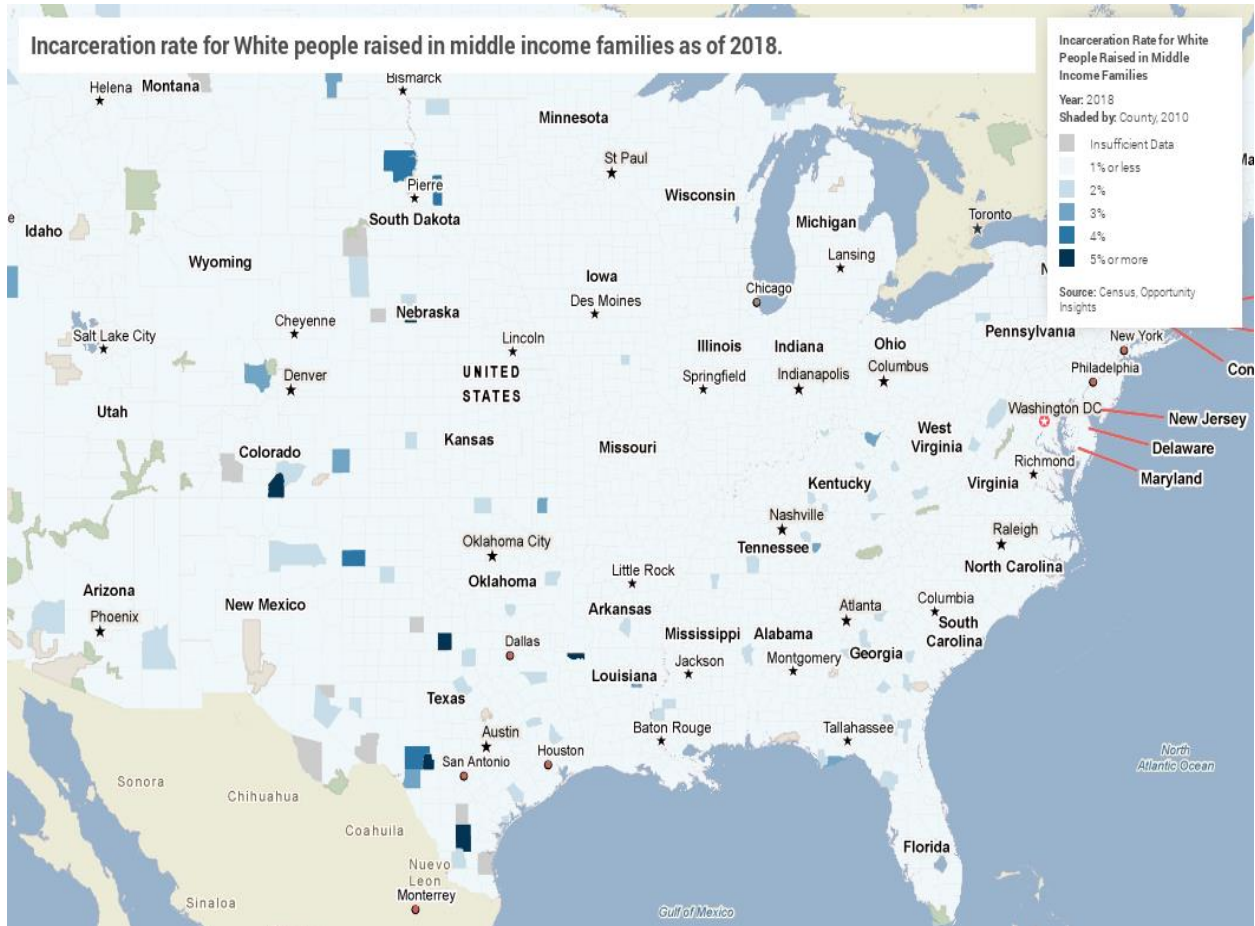 Incarceration rate for White people raised in middle income families as of 2018.
Incarceration Rate for White
People Raised in Middle
Income Families
Year: 2018
Shaded by: County, 2010
Insufficient Data
1% or less
2%
3%
4%
5% or more
Source: Census, Opportunity
Insights
Helena
Montana
Bismarck
Minnesota
St Paul
Wisconsin
Pierre
South Dakota
Michigan
Toronto
Idaho
Wyoming
Lansing
Iowa
Des Moines
Chicago
Nebraska
Cheyenne
Salt Lake City
Lincoln
Pennsylvania
New York
Illinois
Indiana
Ohio
Denver
UNITED
STATES
Springfield
Indianapolis
Columbus
Philadelphia
Utah
Washington DC
New Jersey
Kansas
Missouri
West
Virginia
Colorado
Delaware
Richmond
Maryland
Kentucky
Virginia
Nashville
Tennessee
Raleigh
Oklahoma City
North Carolina
Oklahoma
Little Rock
Arizona
New Mexico
Arkansas
Atlanta
Columbia
South
Carolina
Phoenix
Dallas
Mississippi
Alabama
Georgia
Jackson
Montgomery
Louisiana
Texas
Austin
Baton Rouge
Tallahassee
San Antonio
Houston
North
Atlantic Ocean
Sonora
Chihuahua
Coahuila
Florida
Nuevo
Leon
Monterrey
Sinaloa
Gulf of Mexico